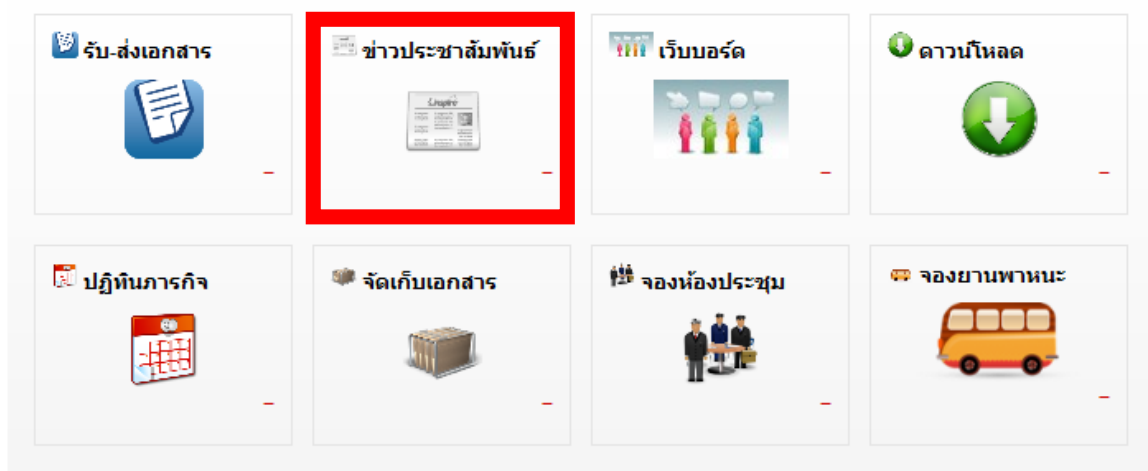 รับ-ส่งเอกสาร
ข่าวประชาสัมพันธ์
เว็บบอร์ด
ดาวน์โหลด
Inspire
ปฏิทินภารกิจ
จัดเก็บเอกสาร
จองห้องประชุม
จองยานพาหนะ